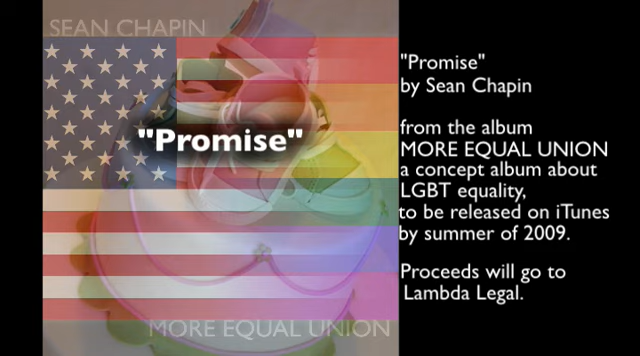 SEAN CHAPIN
"Promise"
MORE EQUAL UNION
"Promise"
by Sean Chapin
from the album
MORE EQUAL UNION
a concept album about
LGBT equality,
to be released on iTunes
by summer of 2009.
Proceeds will go to
Lambda Legal.